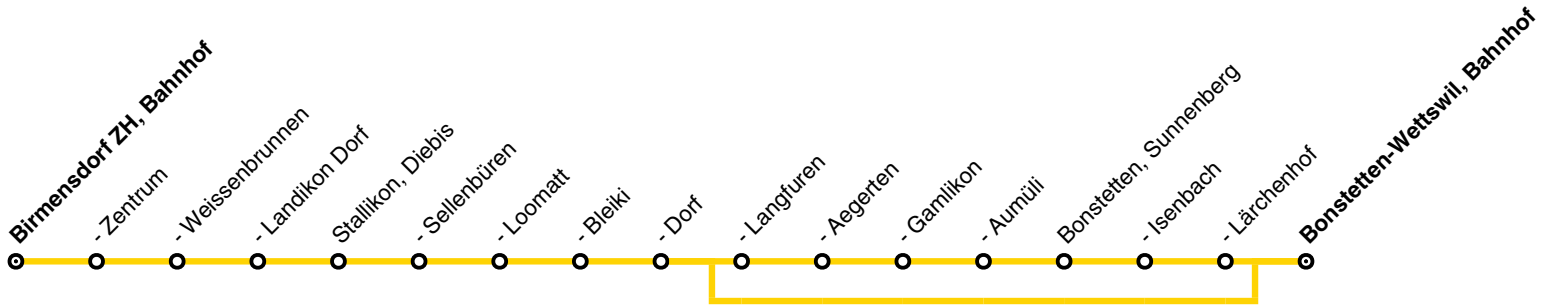 Birmensdorf ZH, Bahnhof
- Zentrum
- Weissenbrunnen
- Landikon Dorf
Stallikon, Diebis
- Sellenbüren
- Loomatt
- Bleiki
- Dorf
- Langfuren
- Aegerten
- Gamlikon
- Aumüli
Bonstetten, Sunnenberg
- Isenbach
- Lärchenhof
Bonstetten-Wettswil, Bahnhof